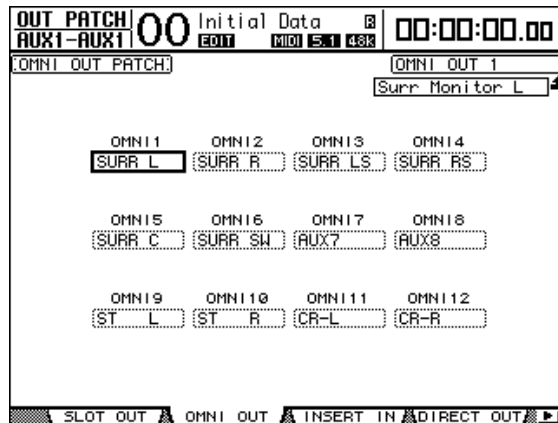 OUT PATCH 00 Initial Data R 00:00:00.00
AUX1-AUX1 EDIT MIDI 5.1 48k
OMNI OUT PATCH OMNI OUT 1
Surr Monitor L
OMNI1 OMNI2 OMNI3 OMNI4
SURR L SURR R SURR LS SURR RS
OMNI5 OMNI6 OMNI7 OMNI8
SURR C SURR SW AUX7 AUX8
OMNI9 OMNI10 OMNI11 OMNI12
ST L ST R CR-L CR-R
SLOT OUT OMNI OUT INSERT IN DIRECT OUT